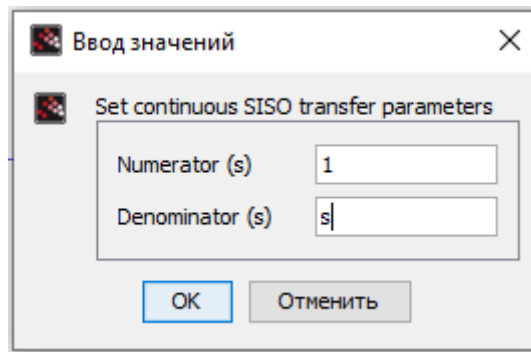 Ввод значений
Set continuous SISO transfer parameters
Numerator (s) 1
Denominator (s) s
OK Отменить